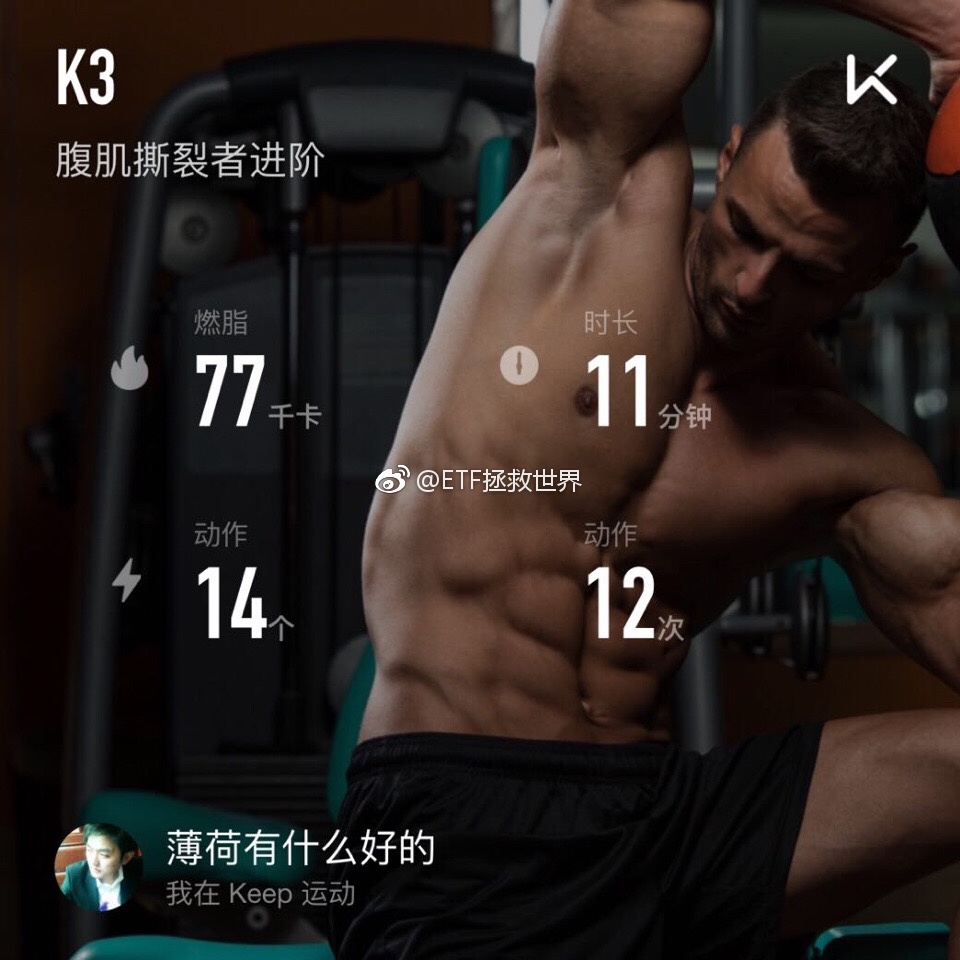 K3
腹肌撕裂者进阶
燃脂
77千卡
时长
11分钟
@ETF拯救世界
动作
14个
动作
12次
薄荷有什么好的
我在 Keep 运动